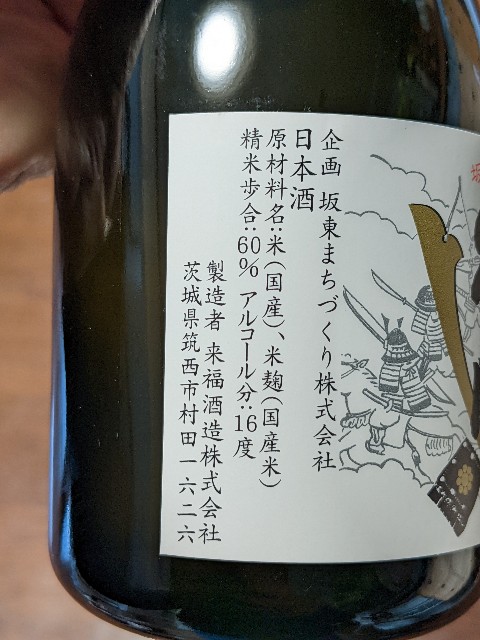 企画 坂東まちづくり株式会社
日本酒
原材料名:米(国産)、米麹(国産米)
精米歩合:60% アルコール分:16度
製造者 来福酒造株式会社
茨城県筑西市村田一六二六